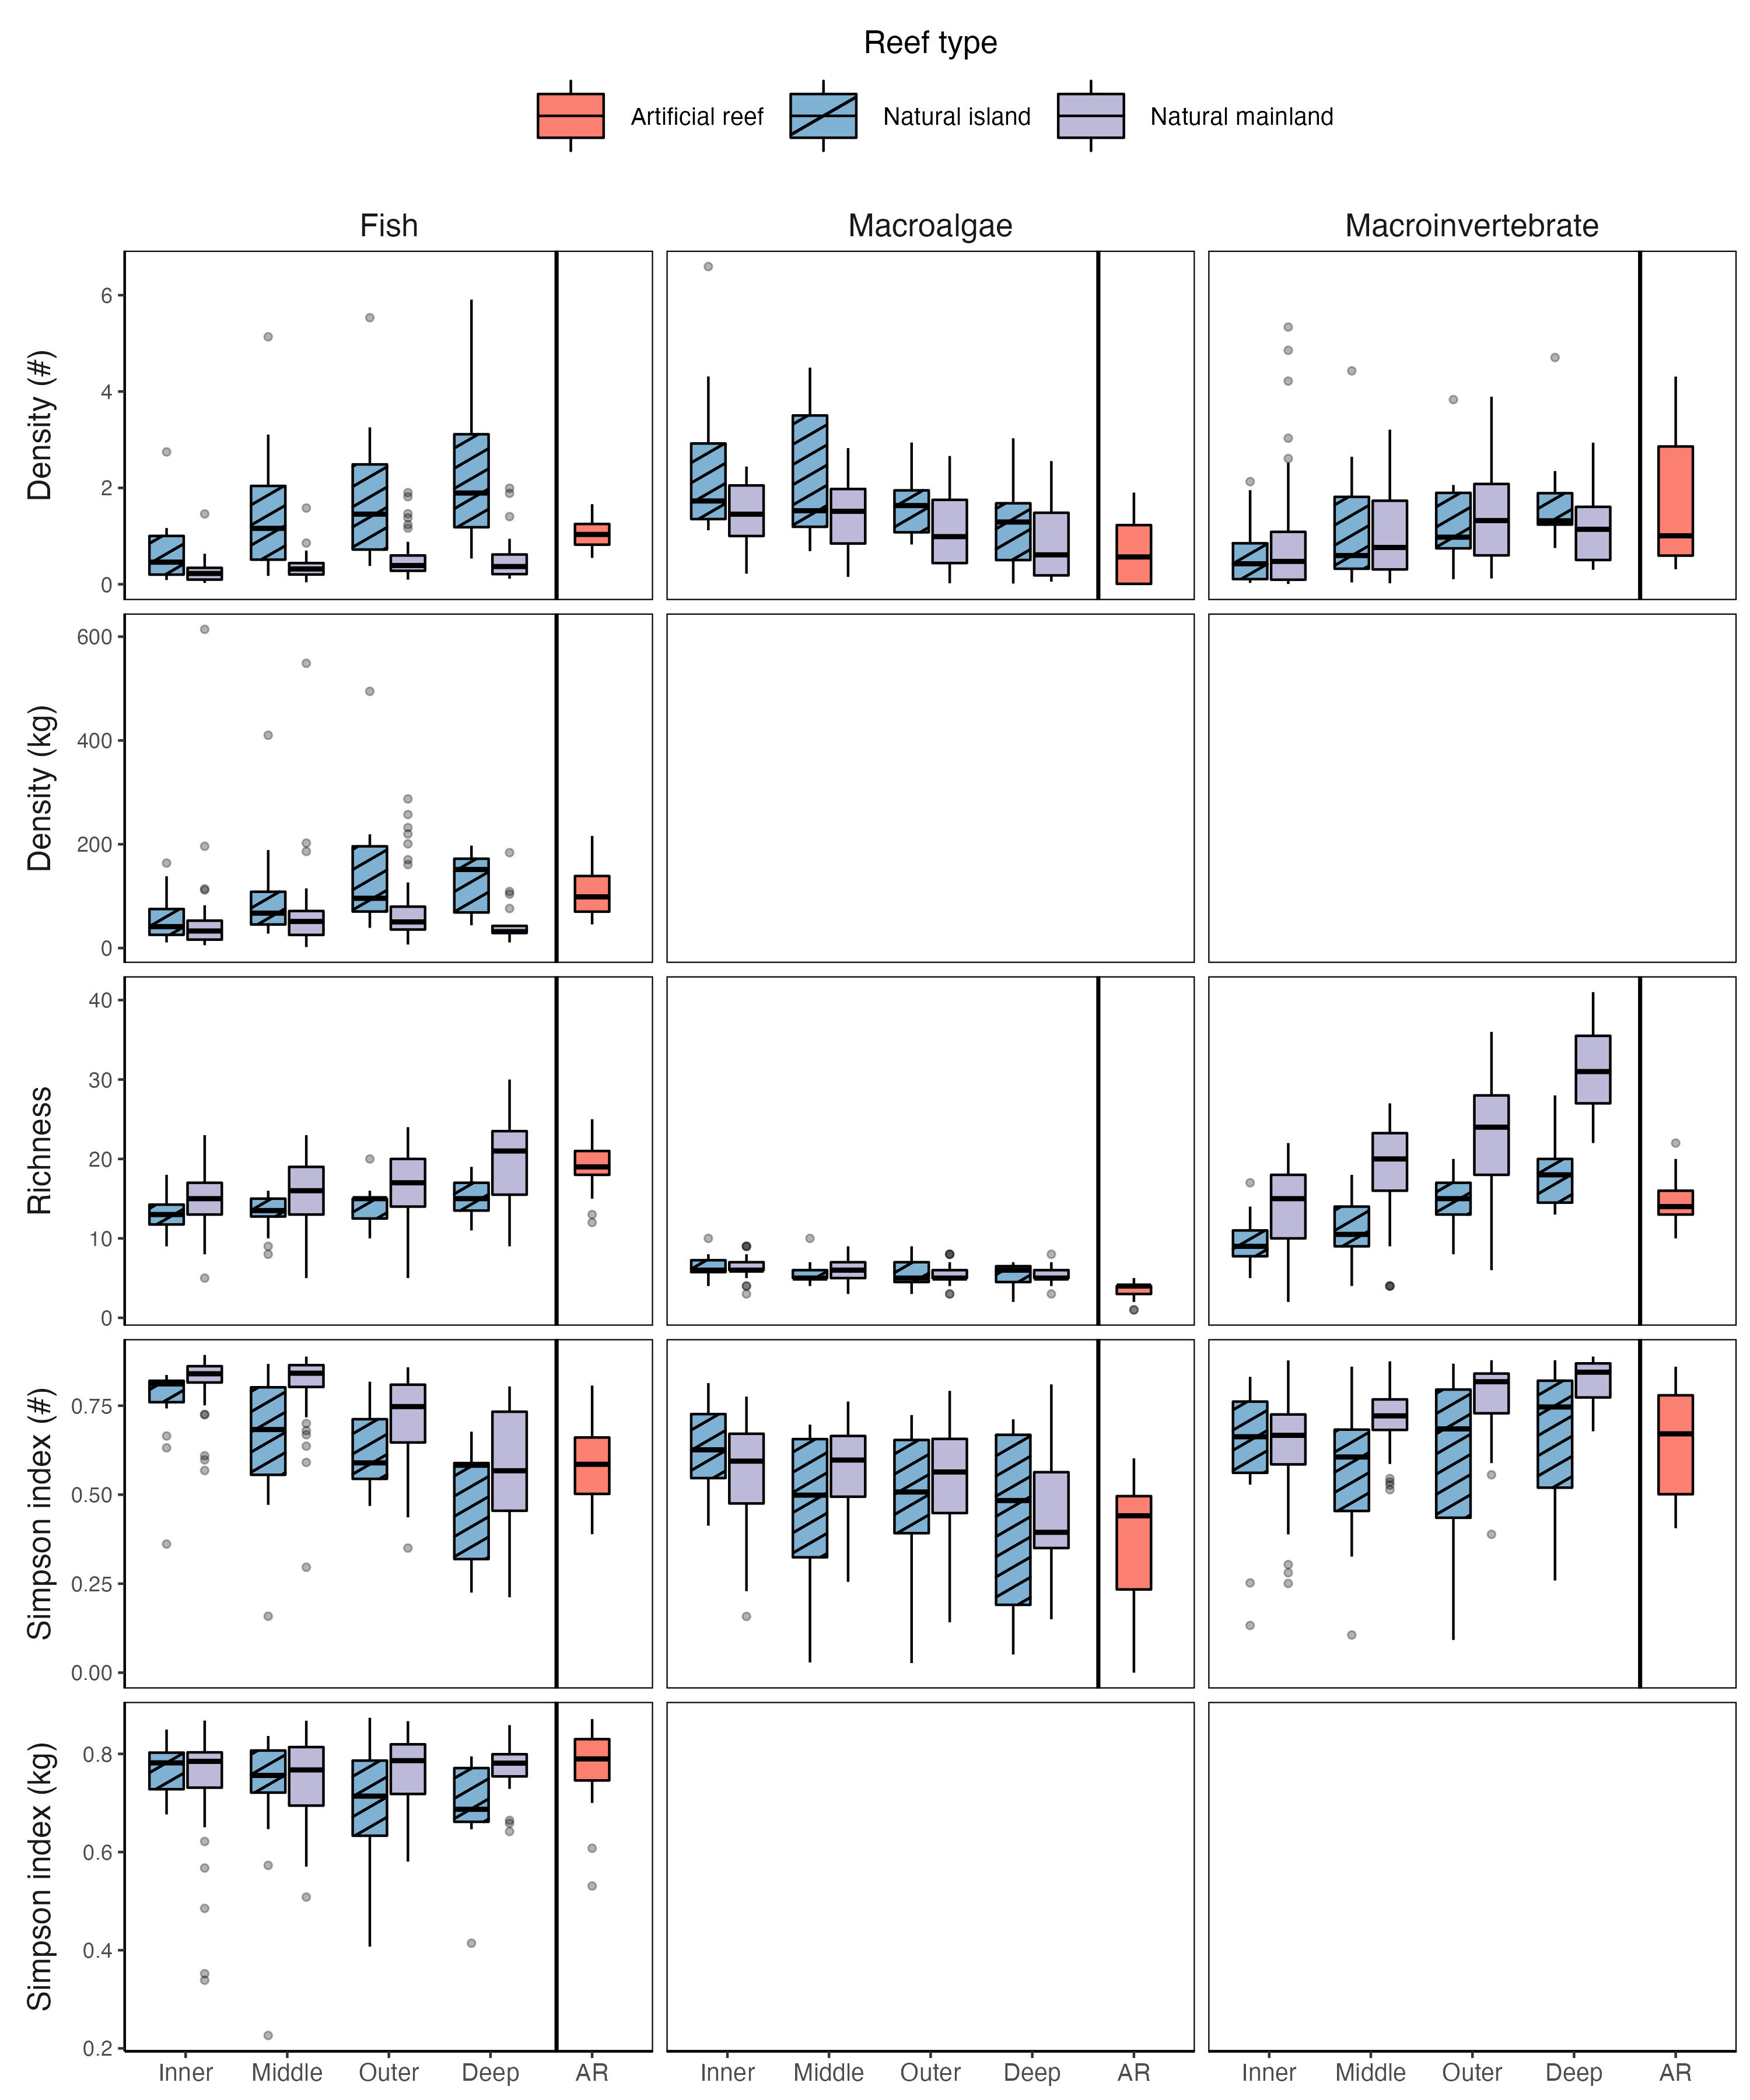 Reef type
Artificial reef Natural island Natural mainland
Fish Macroalgae Macroinvertebrate
Density (#)
6
4
2
0
Density (kg)
600
400
200
0
Richness
40
30
20
10
0
Simpson index (#)
0.75
0.50
0.25
0.00
Simpson index (kg)
0.8
0.6
0.4
0.2
Inner Middle Outer Deep AR Inner Middle Outer Deep AR Inner Middle Outer Deep AR